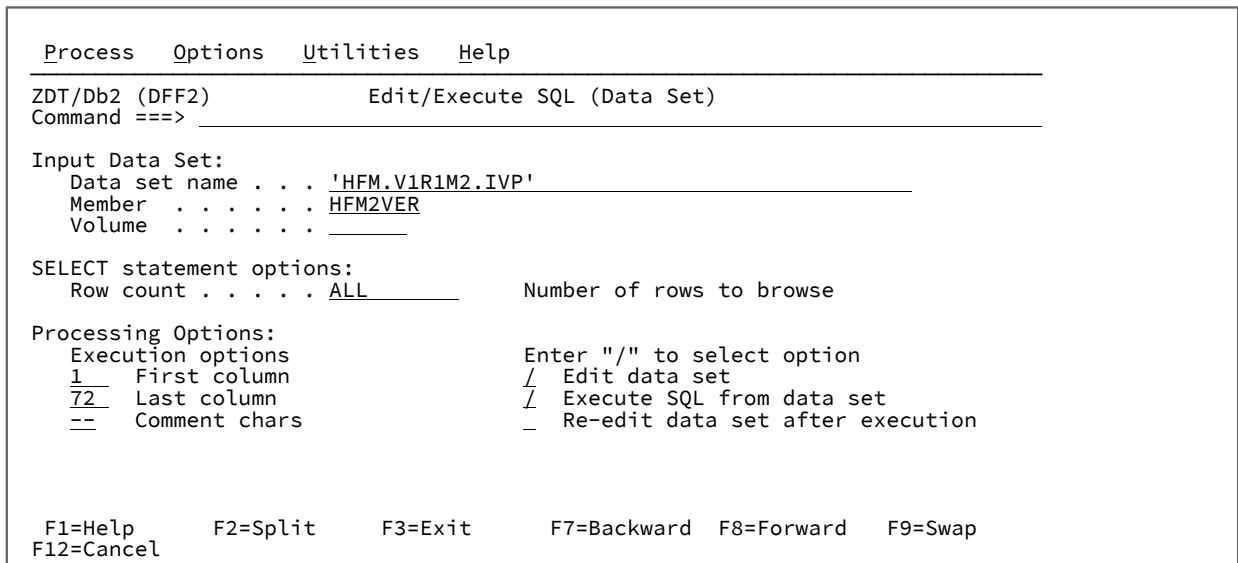 Process   Options   Utilities   Help
ZDT/Db2 (DFF2)            Edit/Execute SQL (Data Set)
Command ===>
Input Data Set:
   Data set name . . . 'HFM.V1R1M2.IVP'
   Member  . . . . . . HFM2VER
   Volume  . . . . . .
SELECT statement options:
   Row count . . . . . ALL            Number of rows to browse
Processing Options:
   Execution options                  Enter "/" to select option
   1    First column                  /  Edit data set
   72   Last column                   /  Execute SQL from data set
   --   Comment chars                 _  Re-edit data set after execution
 F1=Help      F2=Split     F3=Exit      F7=Backward  F8=Forward   F9=Swap
F12=Cancel